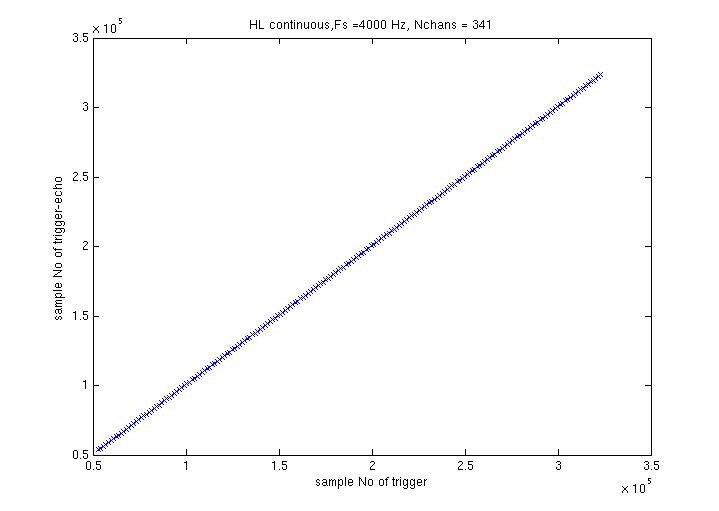 HL continuous,Fs =4000 Hz, Nchans = 341
× 10^5
3.5
3
2.5
2
1.5
1
0.5
sample No of trigger-echo
0.5 1 1.5 2 2.5 3 3.5
sample No of trigger
× 10^5